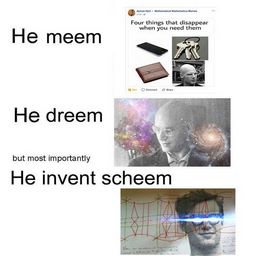 Four things that disappear
when you need them
He meem
He dreem
but most importantly
He invent scheem